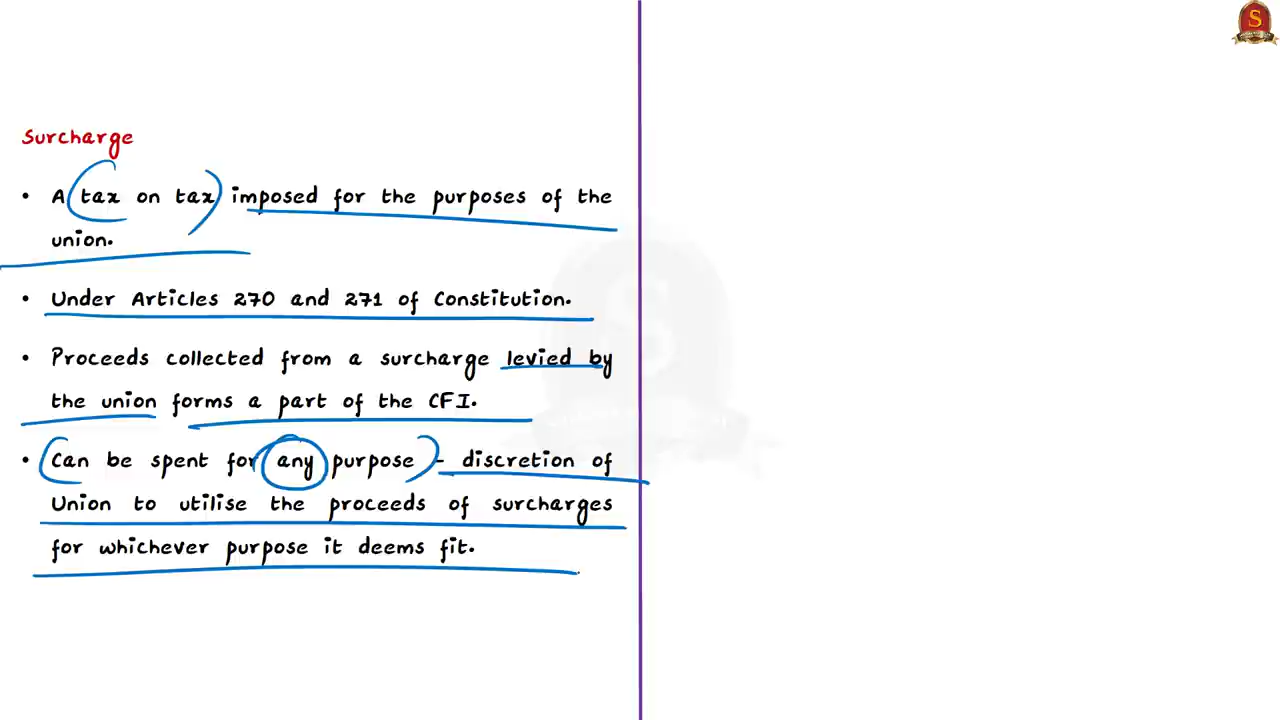 Surcharge
• A tax on tax imposed for the purposes of the
union.
• Under Articles 270 and 271 of Constitution.
• Proceeds collected from a surcharge levied by
the union forms a part of the CFI.
• Can be spent for any purpose - discretion of
Union to utilise the proceeds of surcharges
for whichever purpose it deems fit.
S